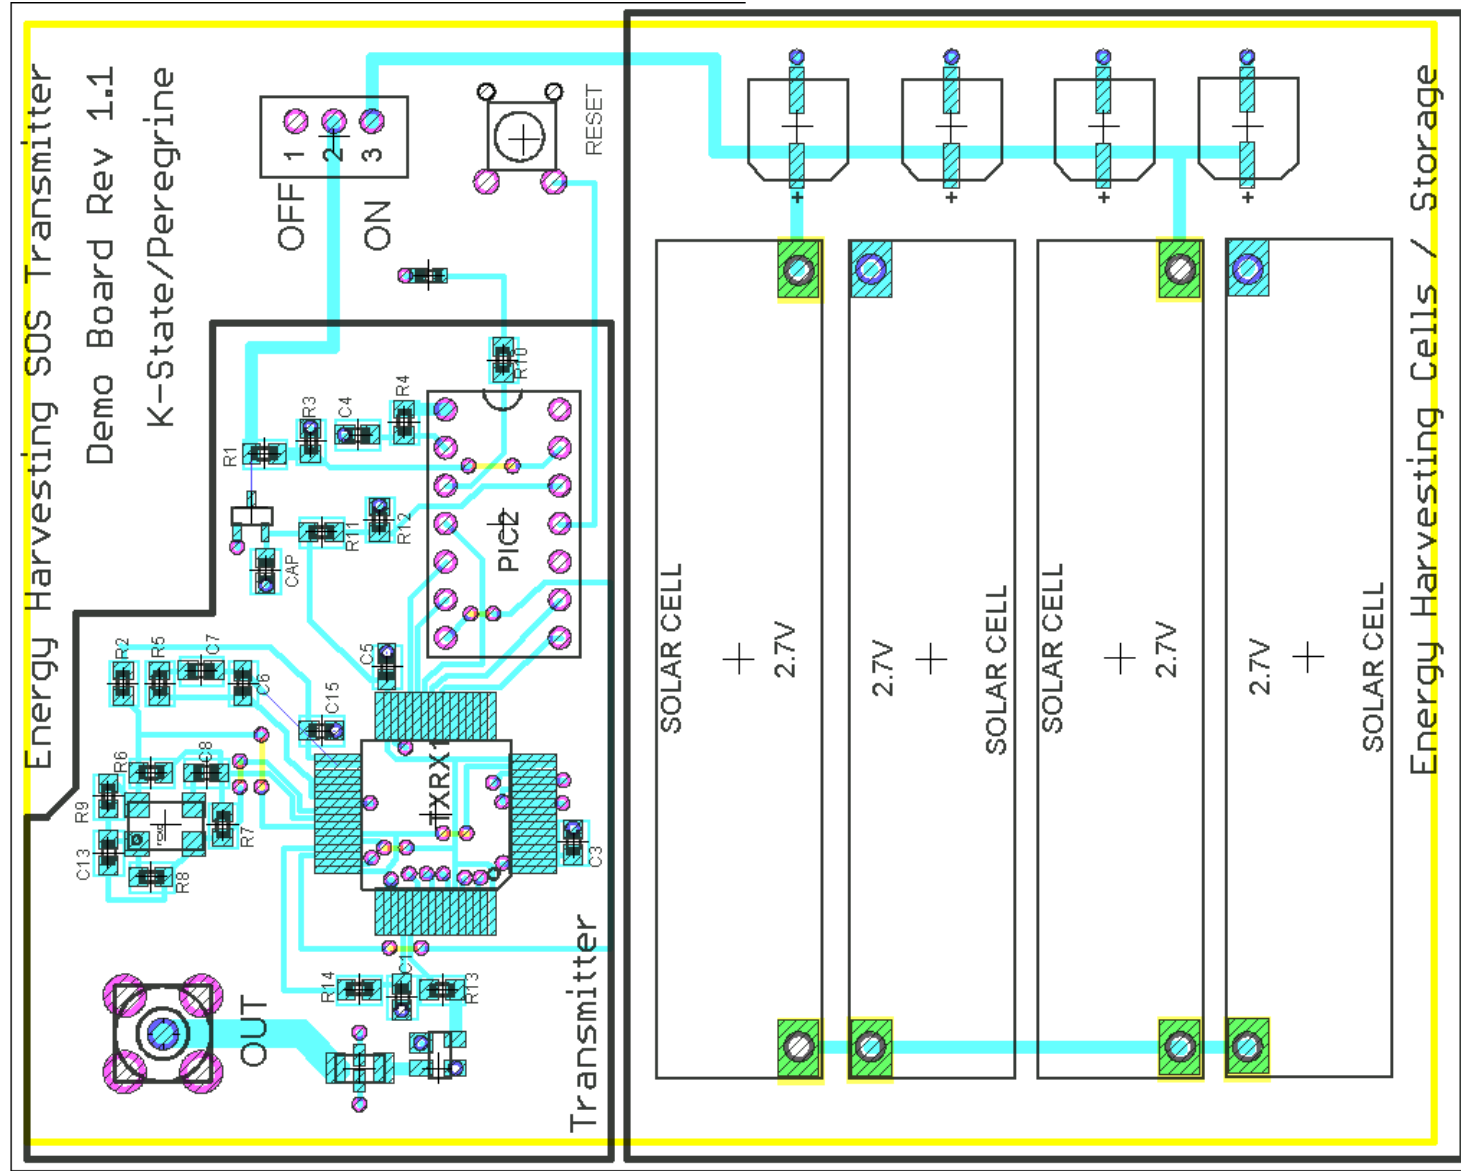 Energy Harvesting SOS Transmitter
Demo Board Rev 1.1
K-State/Peregrine
1
2
3
OFF
ON
RESET
R10
R4
C4
R3
R1
R11
R12
CAP
PIC2
R2
R5
C7
C6
C5
C15
R6
C8
R9
R7
C13
R8
TXRX1
C3
R14
C1
R13
OUT
Transmitter
+
+
+
+
SOLAR CELL
2.7V
2.7V
SOLAR CELL
SOLAR CELL
2.7V
2.7V
SOLAR CELL
Energy Harvesting Cells / Storage